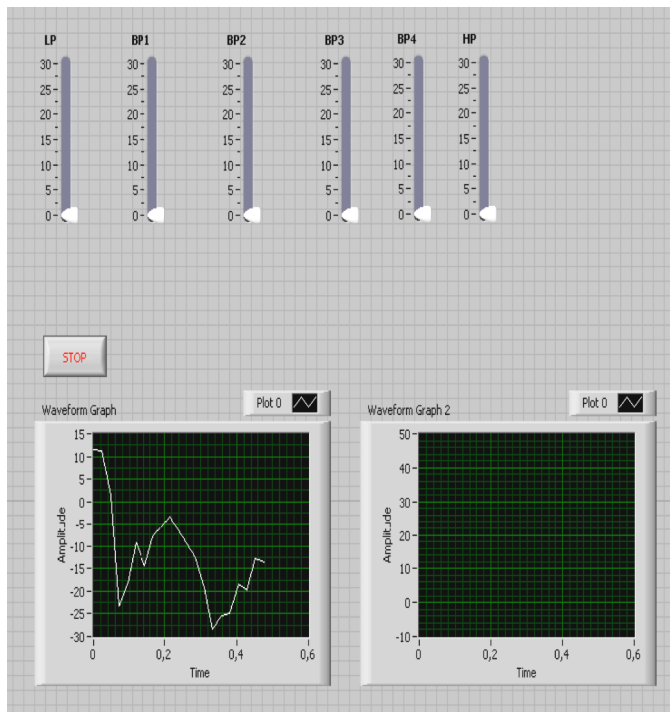 LP BP1 BP2 BP3 BP4 HP
30 30 30 30 30 30
25 25 25 25 25 25
20 20 20 20 20 20
15 15 15 15 15 15
10 10 10 10 10 10
5 5 5 5 5 5
0 0 0 0 0 0
STOP
Waveform Graph
Plot 0
15
10
5
0
-5
-10
-15
-20
-25
-30
Amplitude
0 0,2 0,4 0,6
Time
Waveform Graph 2
Plot 0
50
40
30
20
10
0
-10
Amplitude
0 0,2 0,4 0,6
Time